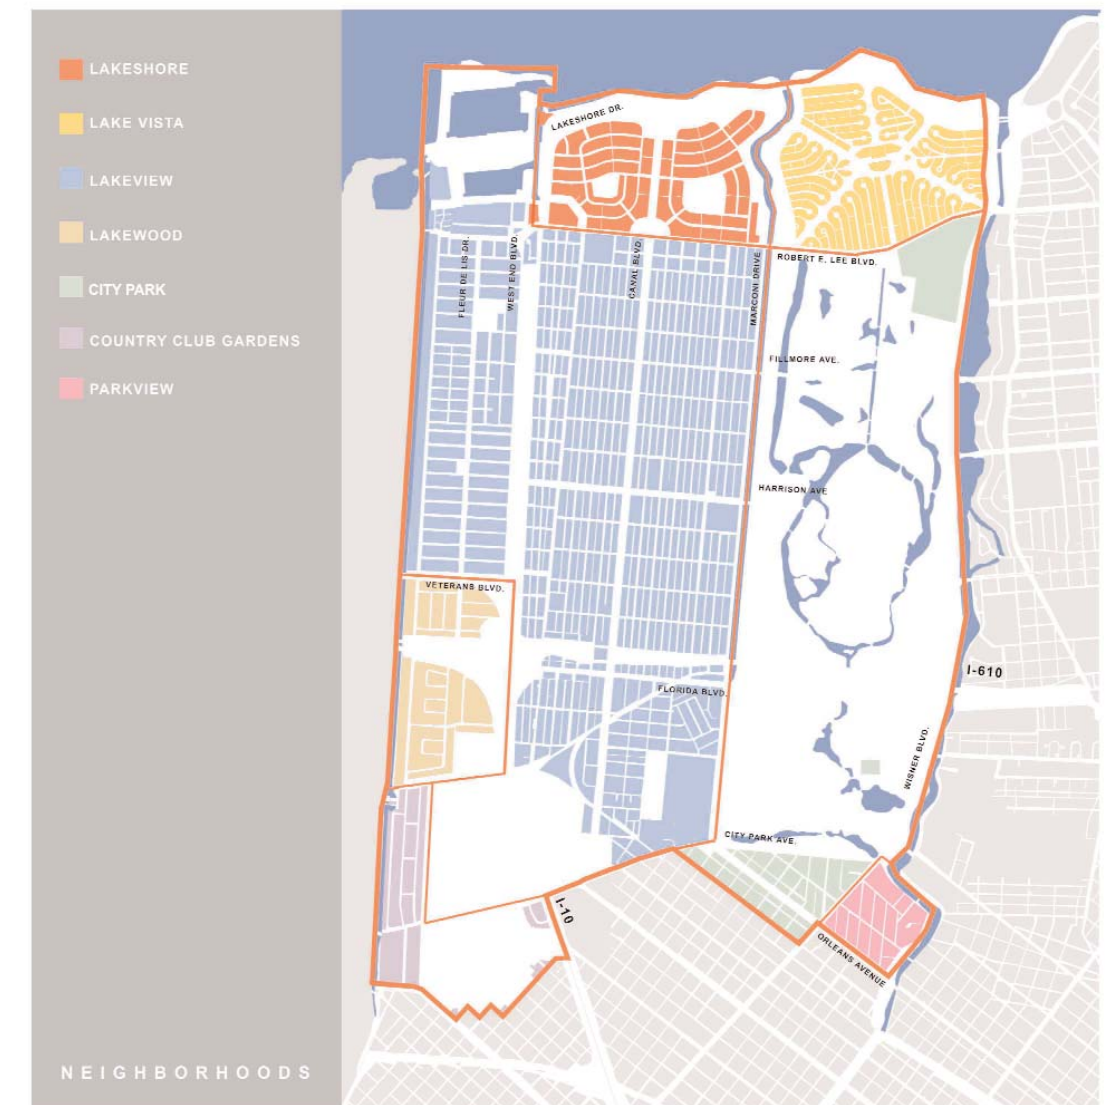 LAKESHORE
LAKE VISTA
LAKEVIEW
LAKEWOOD
CITY PARK
COUNTRY CLUB GARDENS
PARKVIEW
NEIGHBORHOODS
LAKESHORE DR.
ROBERT E. LEE BLVD.
FLEUR DE LIS DR.
WEST END BLVD.
CANAL BLVD.
MARCONI DRIVE
FILLMORE AVE.
HARRISON AVE
VETERANS BLVD.
I-610
FLORIDA BLVD.
WISNER BLVD.
CITY PARK AVE.
I-10
ORLEANS AVENUE